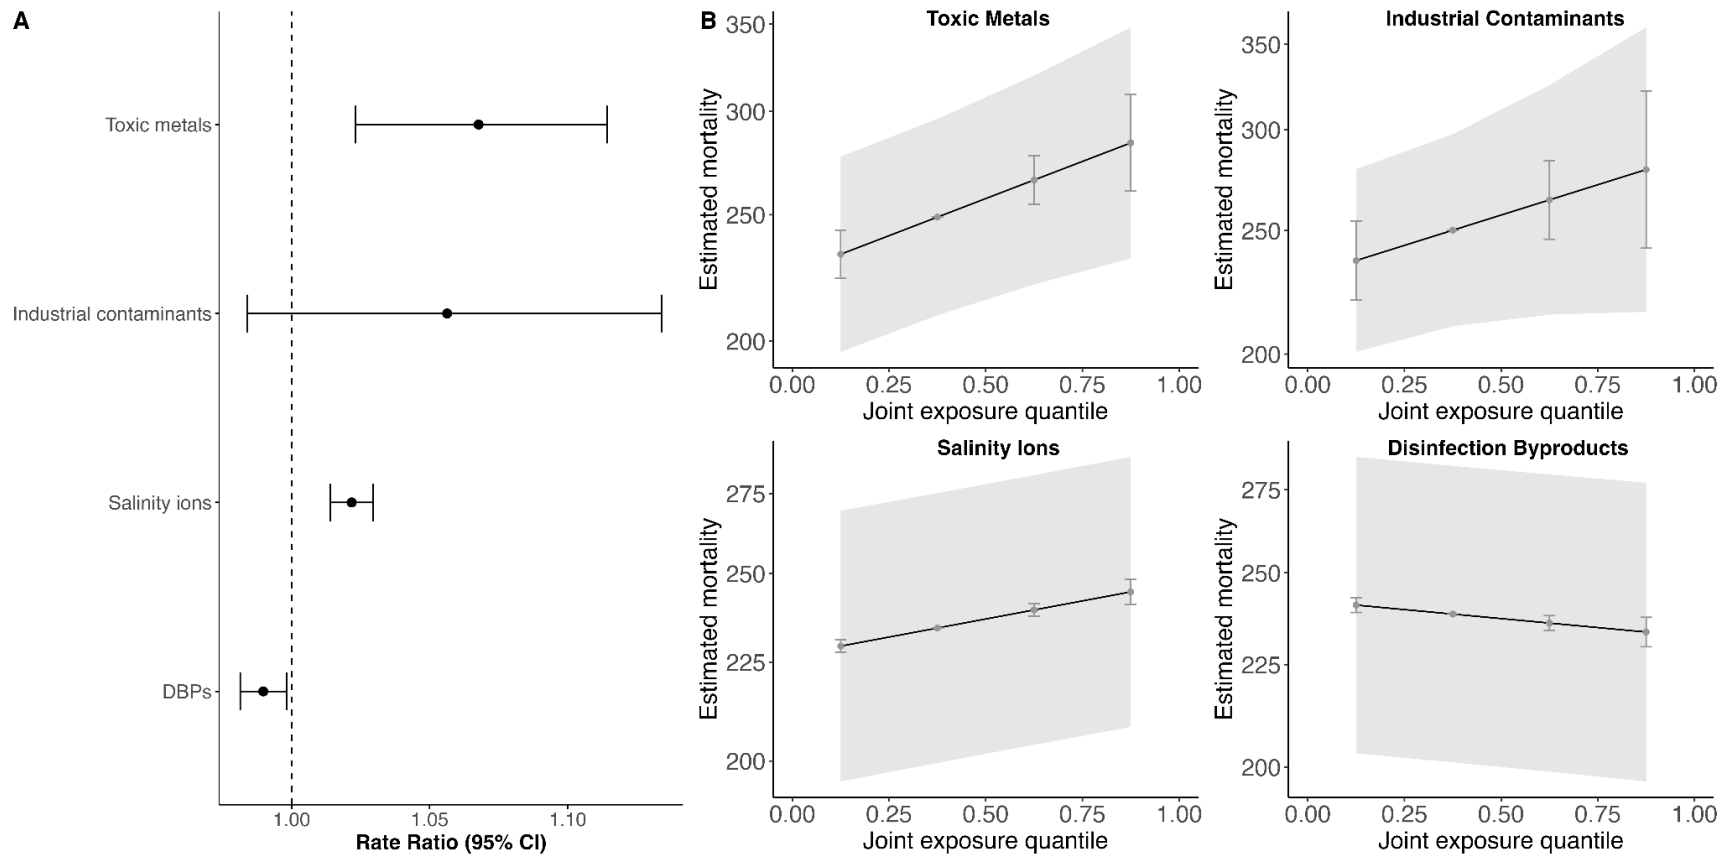 A
Toxic metals
Industrial contaminants
Salinity ions
DBPs
1.00 1.05 1.10
Rate Ratio (95% CI)
B
Toxic Metals
Estimated mortality
350
300
250
200
0.00 0.25 0.50 0.75 1.00
Joint exposure quantile
Industrial Contaminants
Estimated mortality
350
300
250
200
0.00 0.25 0.50 0.75 1.00
Joint exposure quantile
Salinity Ions
Estimated mortality
275
250
225
200
0.00 0.25 0.50 0.75 1.00
Joint exposure quantile
Disinfection Byproducts
Estimated mortality
275
250
225
200
0.00 0.25 0.50 0.75 1.00
Joint exposure quantile